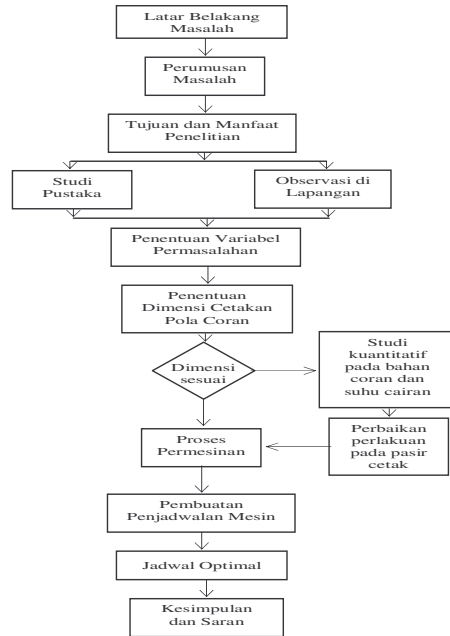 Latar Belakang
Masalah
Perumusan
Masalah
Tujuan dan Manfaat
Penelitian
Studi
Pustaka
Observasi di
Lapangan
Penentuan Variabel
Permasalahan
Penentuan
Dimensi Cetakan
Pola Coran
Dimensi
sesuai
Studi
kuantitatif
pada bahan
coran dan
suhu cairan
Perbaikan
perlakuan
pada pasir
cetak
Proses
Permesinan
Pembuatan
Penjadwalan Mesin
Jadwal Optimal
Kesimpulan
dan Saran